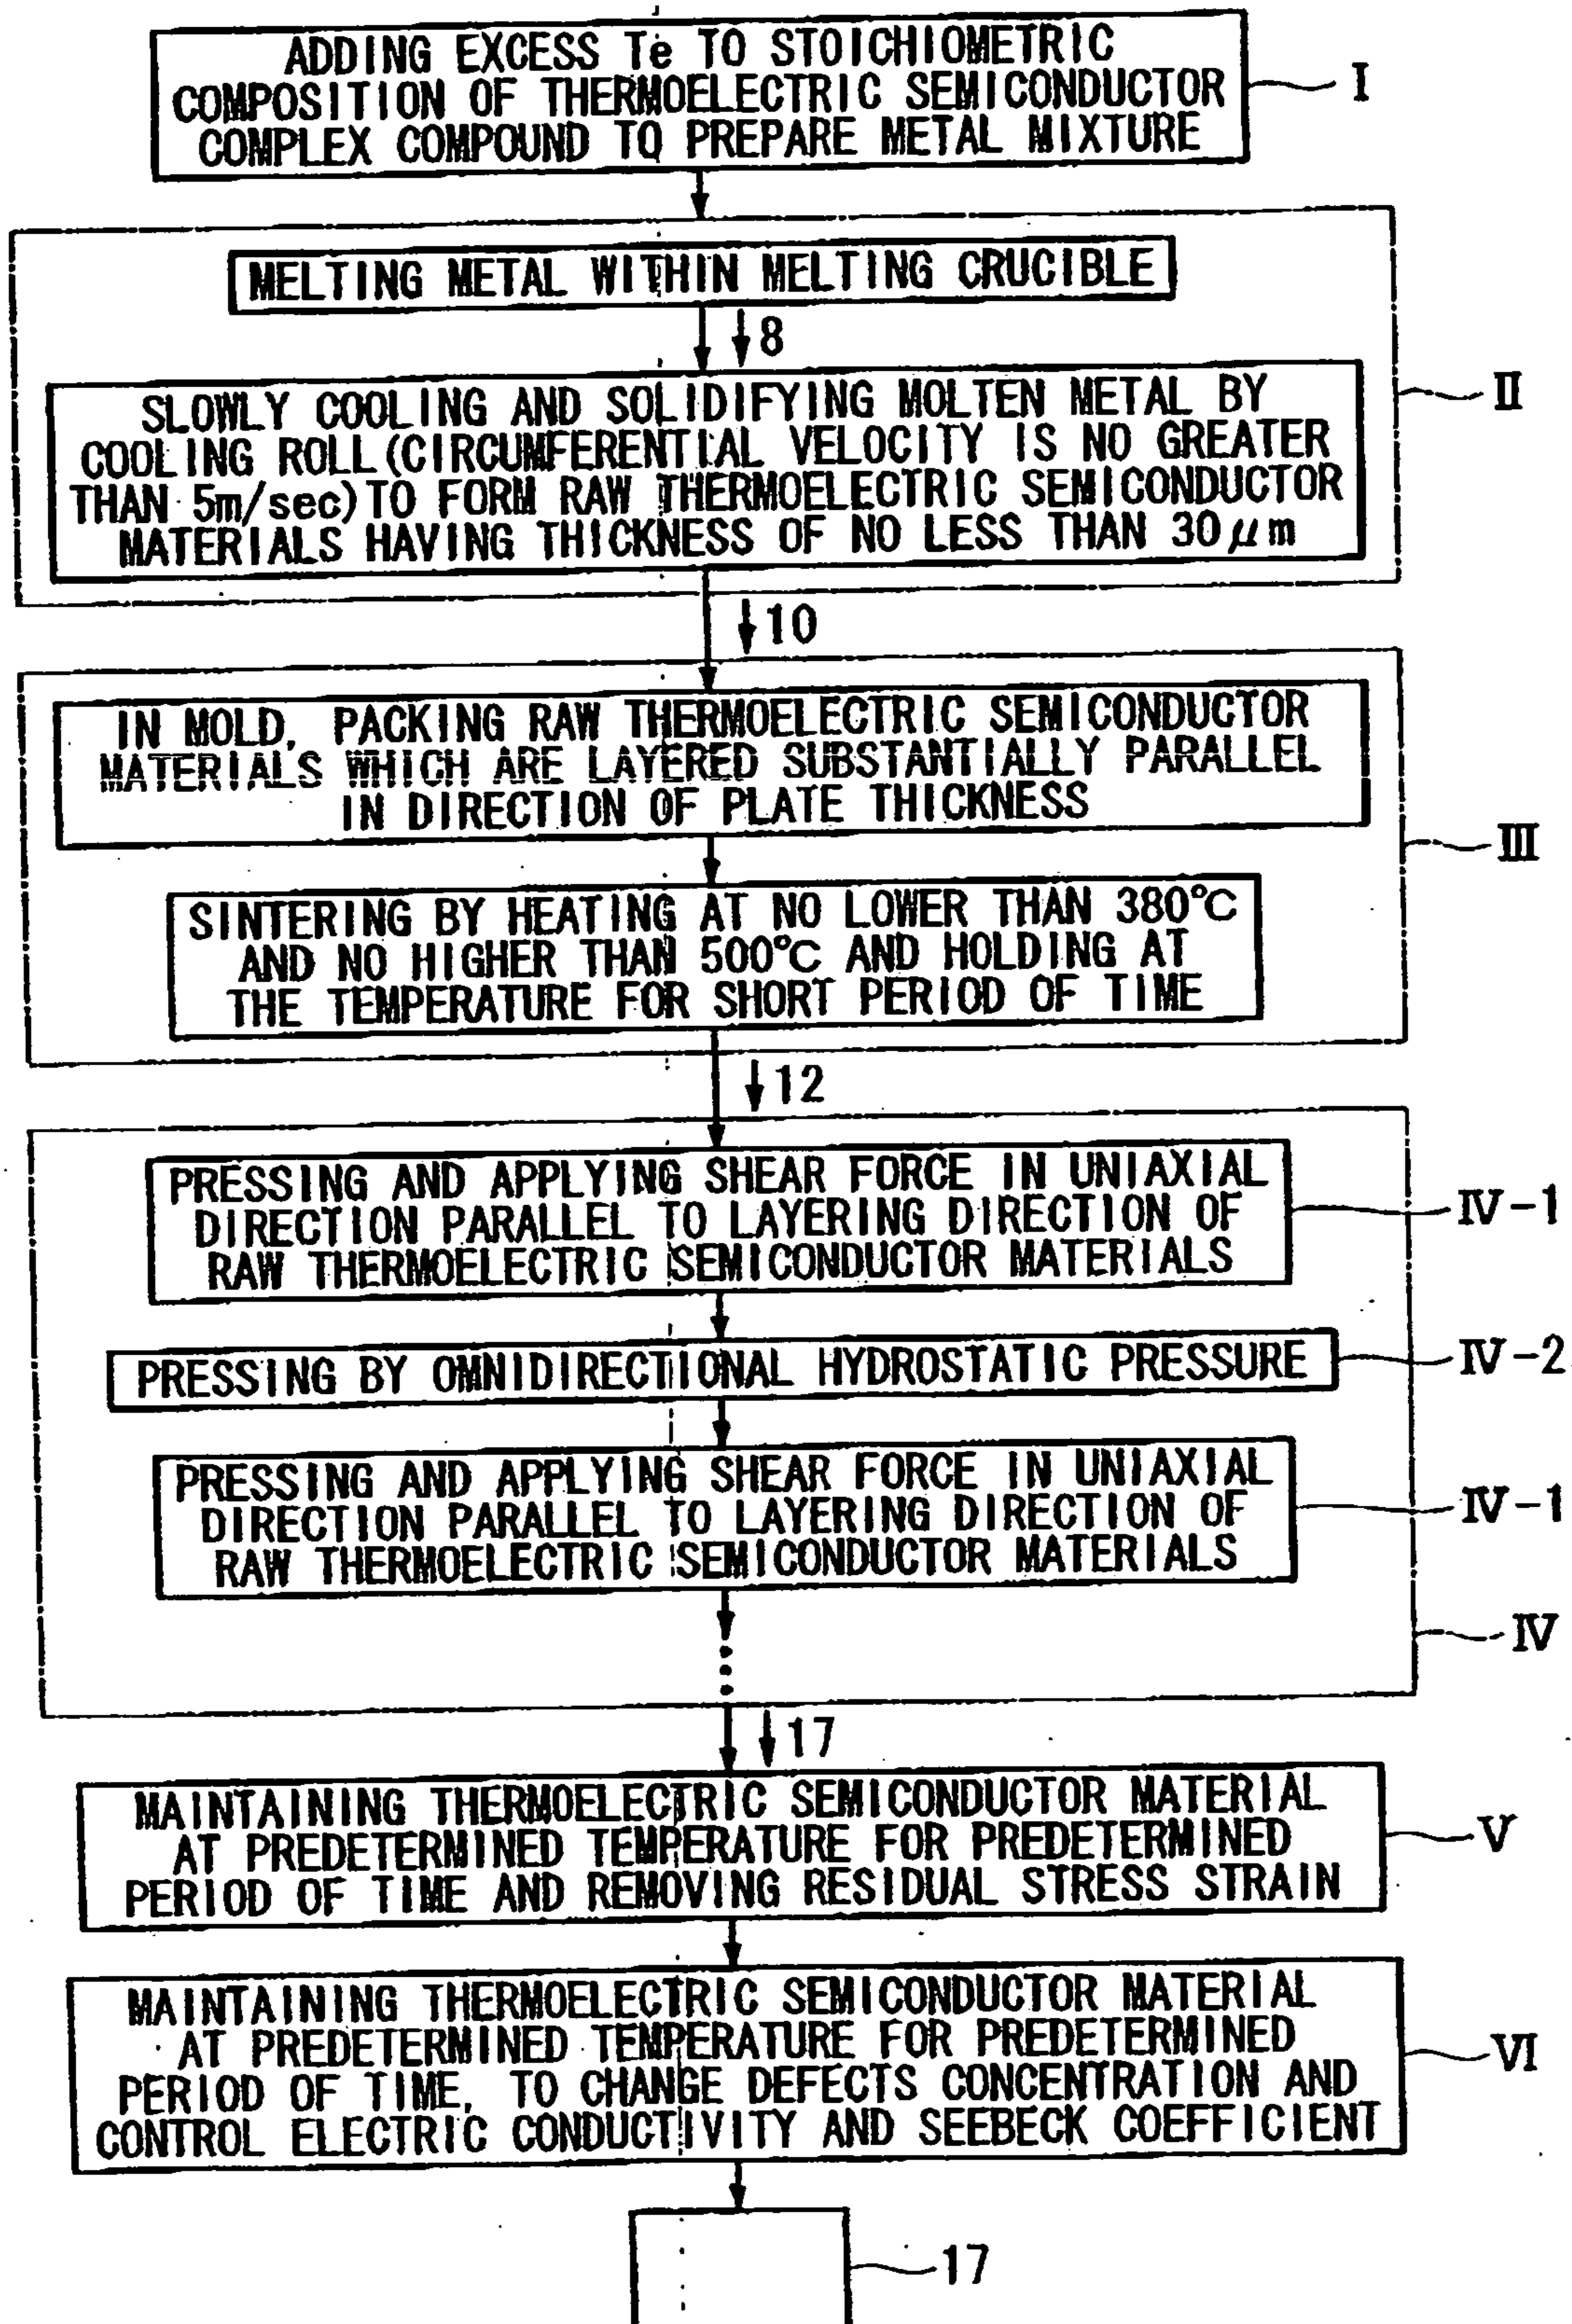 ADDING EXCESS Te TO STOICHIOMETRIC
COMPOSITION OF THERMOELECTRIC SEMICONDUCTOR
COMPLEX COMPOUND TO PREPARE METAL MIXTURE
I
MELTING METAL WITHIN MELTING CRUCIBLE
8
SLOWLY COOLING AND SOLIDIFYING MOLTEN METAL BY
COOLING ROLL (CIRCUMFERENTIAL VELOCITY IS NO GREATER
THAN 5m/sec) TO FORM RAW THERMOELECTRIC SEMICONDUCTOR
MATERIALS HAVING THICKNESS OF NO LESS THAN 30μm
II
10
IN MOLD, PACKING RAW THERMOELECTRIC SEMICONDUCTOR
MATERIALS WHICH ARE LAYERED SUBSTANTIALLY PARALLEL
IN DIRECTION OF PLATE THICKNESS
III
SINTERING BY HEATING AT NO LOWER THAN 380°C
AND NO HIGHER THAN 500°C AND HOLDING AT
THE TEMPERATURE FOR SHORT PERIOD OF TIME
12
PRESSING AND APPLYING SHEAR FORCE IN UNIAXIAL
DIRECTION PARALLEL TO LAYERING DIRECTION OF
RAW THERMOELECTRIC SEMICONDUCTOR MATERIALS
IV-1
PRESSING BY OMNIDIRECTIONAL HYDROSTATIC PRESSURE
IV-2
PRESSING AND APPLYING SHEAR FORCE IN UNIAXIAL
DIRECTION PARALLEL TO LAYERING DIRECTION OF
RAW THERMOELECTRIC SEMICONDUCTOR MATERIALS
IV-1
IV
17
MAINTAINING THERMOELECTRIC SEMICONDUCTOR MATERIAL
AT PREDETERMINED TEMPERATURE FOR PREDETERMINED
PERIOD OF TIME AND REMOVING RESIDUAL STRESS STRAIN
V
MAINTAINING THERMOELECTRIC SEMICONDUCTOR MATERIAL
AT PREDETERMINED TEMPERATURE FOR PREDETERMINED
PERIOD OF TIME, TO CHANGE DEFECTS CONCENTRATION AND
CONTROL ELECTRIC CONDUCTIVITY AND SEEBECK COEFFICIENT
VI
17